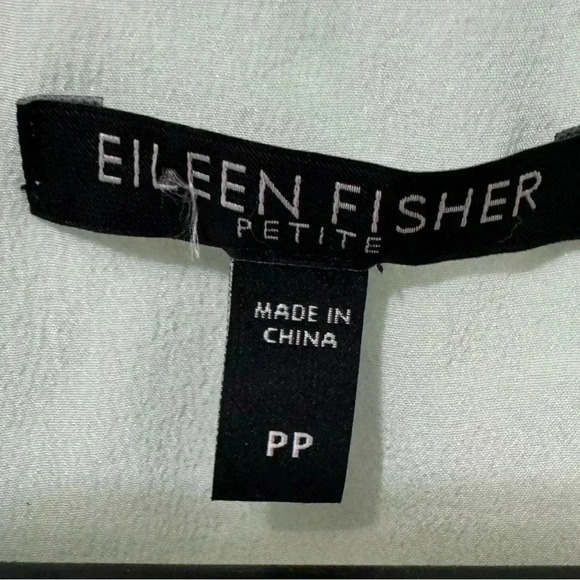 EILEEN FISHER
PETITE
MADE IN
CHINA
PP